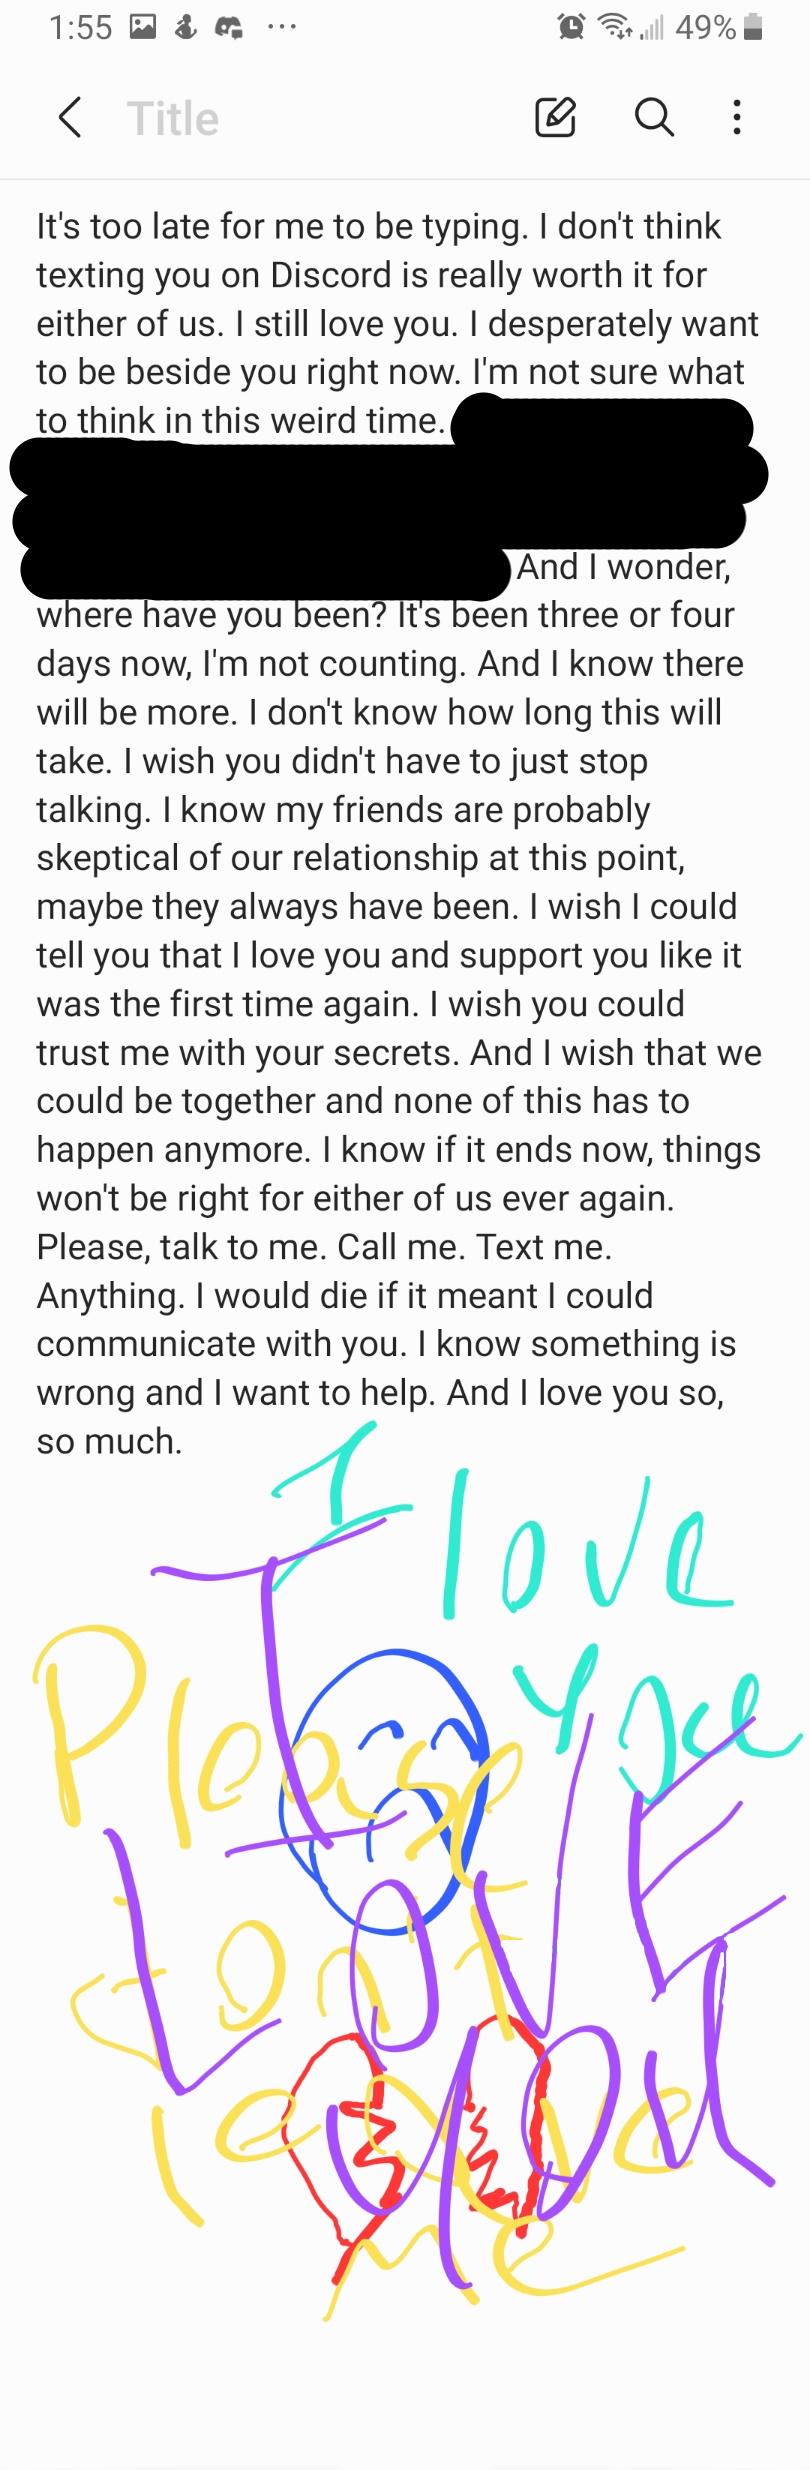 1:55 49%
Title
It's too late for me to be typing. I don't think
texting you on Discord is really worth it for
either of us. I still love you. I desperately want
to be beside you right now. I'm not sure what
to think in this weird time.
And I wonder,
where have you been? It's been three or four
days now, I'm not counting. And I know there
will be more. I don't know how long this will
take. I wish you didn't have to just stop
talking. I know my friends are probably
skeptical of our relationship at this point,
maybe they always have been. I wish I could
tell you that I love you and support you like it
was the first time again. I wish you could
trust me with your secrets. And I wish that we
could be together and none of this has to
happen anymore. I know if it ends now, things
won't be right for either of us ever again.
Please, talk to me. Call me. Text me.
Anything. I would die if it meant I could
communicate with you. I know something is
wrong and I want to help. And I love you so,
so much.
I love
you
Please
don't
leave
me
I
LOVE
you